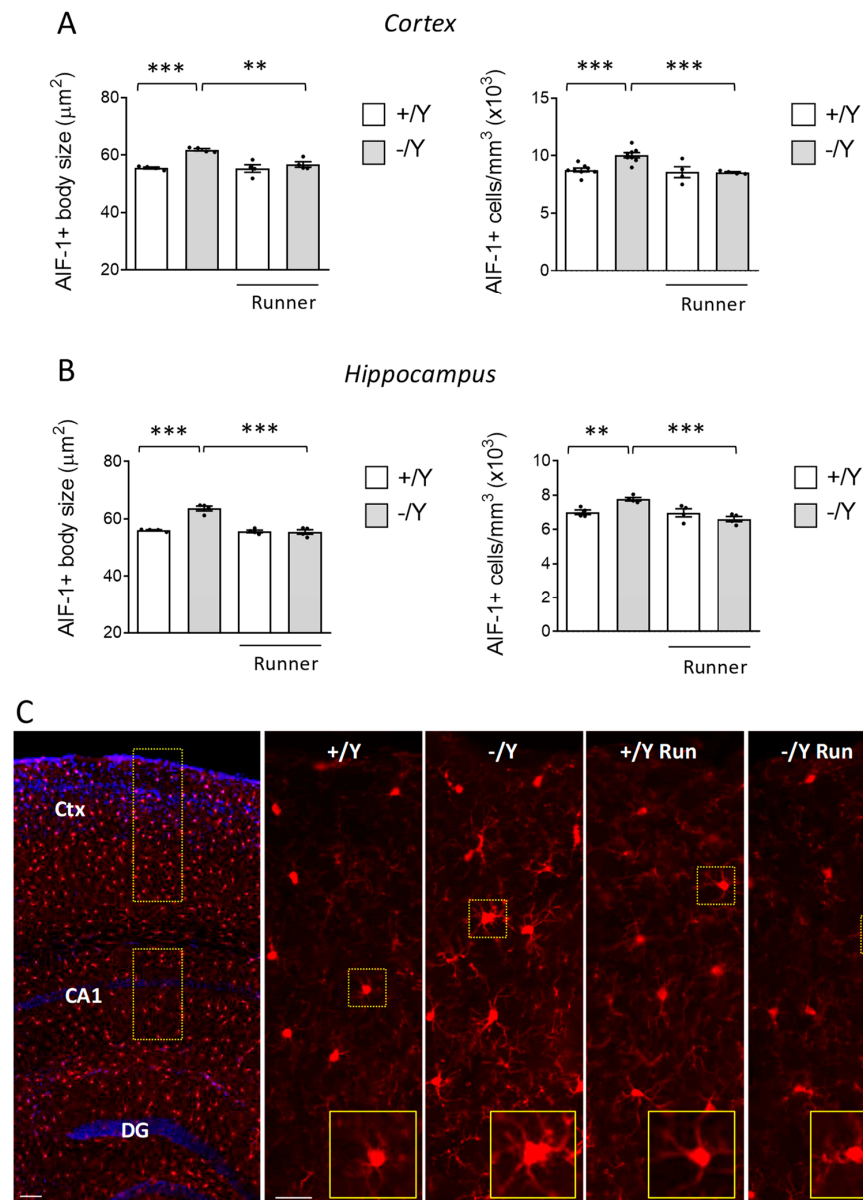 A
Cortex
*** **
AIF-1+ body size (μm²)
80
60
40
20
Runner
+/Y
-/Y
*** ***
AIF-1+ cells/mm³ (x10³)
15
10
5
0
Runner
+/Y
-/Y
B
Hippocampus
*** ***
AIF-1+ body size (μm²)
80
60
40
20
Runner
+/Y
-/Y
** ***
AIF-1+ cells/mm³ (x10³)
10
8
6
4
2
0
Runner
+/Y
-/Y
C
+/Y -/Y +/Y Run -/Y Run
Ctx
CA1
DG